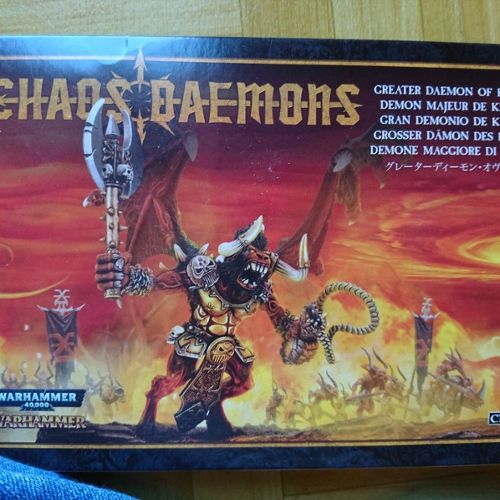 CHAOS DAEMONS
GREATER DAEMON OF
DEMON MAJEUR DE
GRAN DEMONIO DE
GROSSER DÄMON DES
DEMONE MAGGIORE DI
グレーターディーモン・オヴ
WARHAMMER
40,000
WARHAMMER